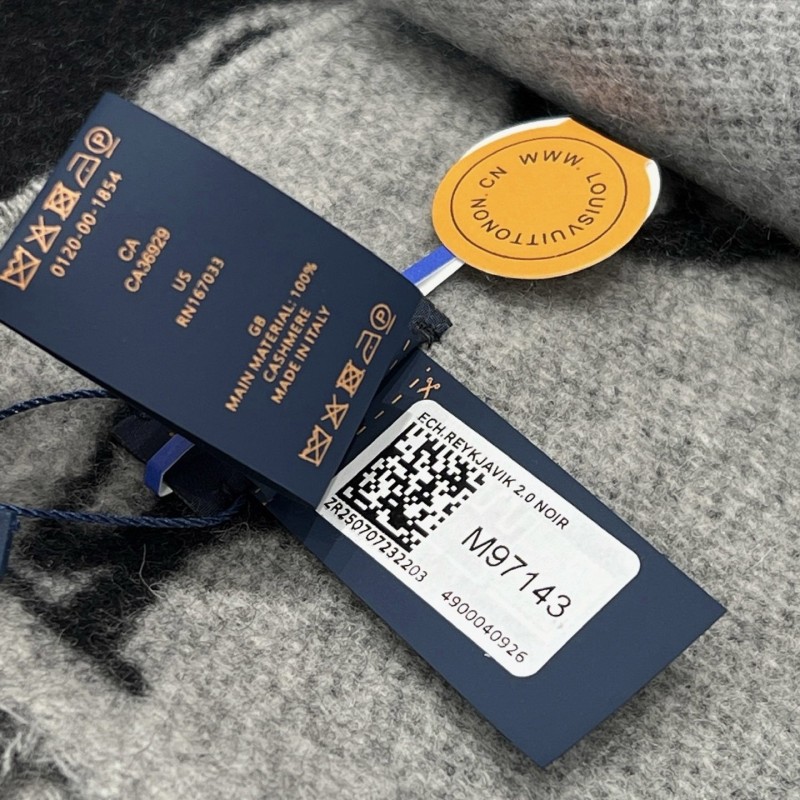 0120-00-1854
CA
CA36929
US
RN167033
GB
MAIN MATERIAL: 100%
CASHMERE
MADE IN ITALY
WWW.LOUISVUITTONON.CN
ECH.REYKJAVIK 2.0 NOIR
M97143
ZR250707232203
4900040926